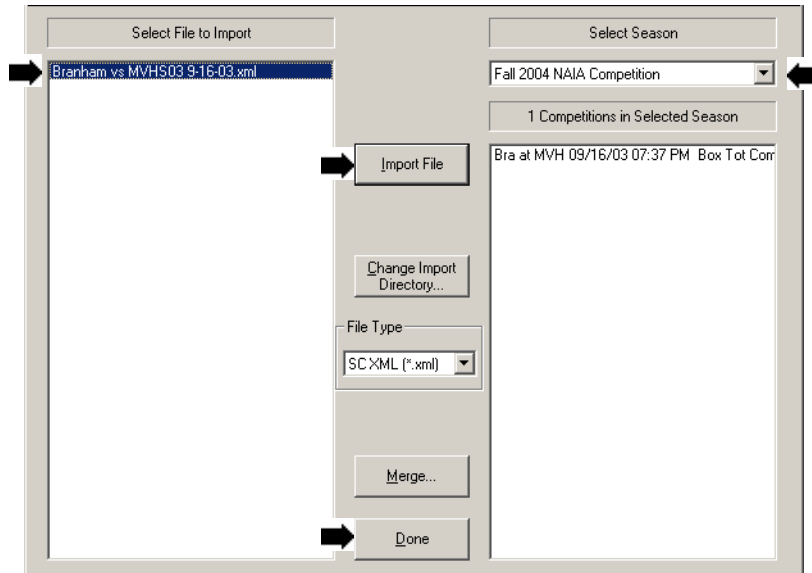 Select File to Import
Branham vs MVHS03 9-16-03.xml
Import File
Change Import
Directory...
File Type
SC XML (*.xml)
Merge...
Done
Select Season
Fall 2004 NAIA Competition
1 Competitions in Selected Season
Bra at MVH 09/16/03 07:37 PM Box Tot Com